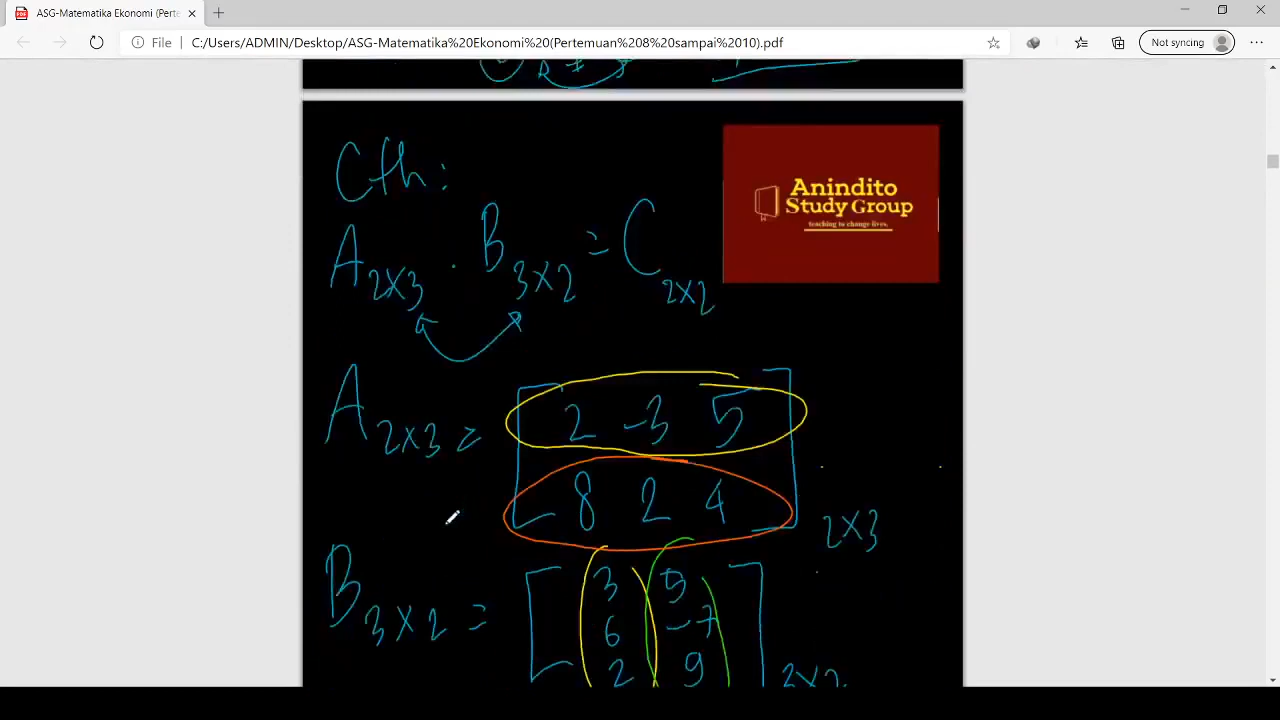 ASG-Matematika Ekonomi (Perte
Not syncing
File
C:/Users/ADMIN/Desktop/ASG-Matematika%20Ekonomi%20(Pertemuan%208%20sampai%2010).pdf
Cth:
Anindito
Study Group
teaching to change lives.
A2x3 . B3x2 = C2x2
A2x3 =
2 -3 5
8 2 4
2x3
B3x2 =
3 5
6 -7
2 9